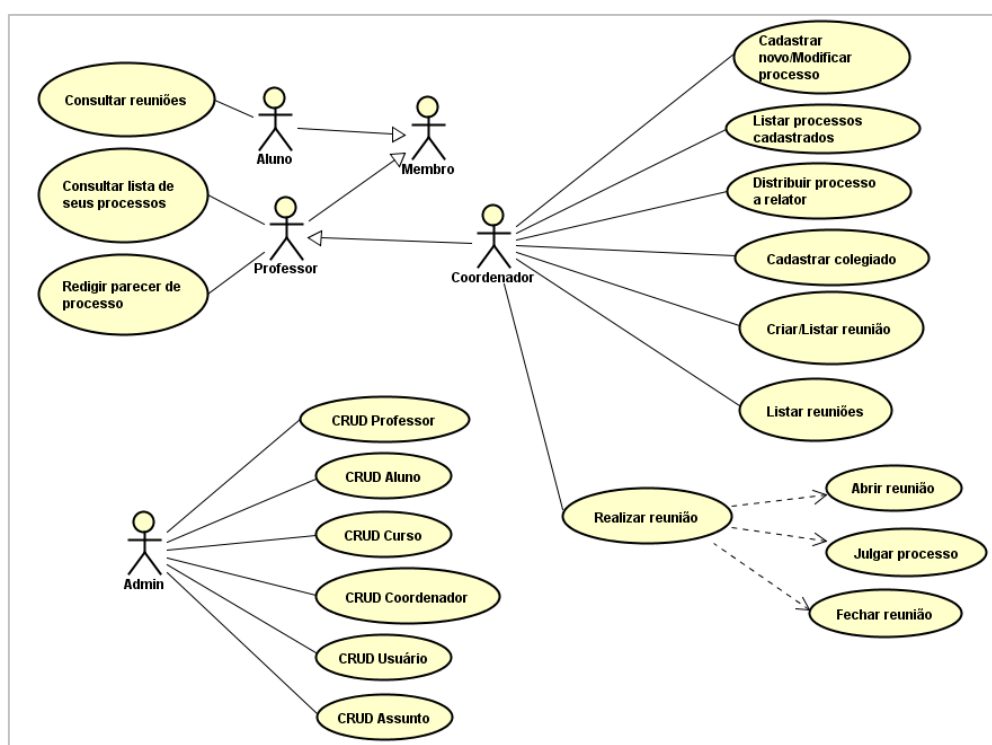 Cadastrar
novo/Modificar
processo
Consultar reuniões
Aluno
Membro
Listar processos
cadastrados
Consultar lista de
seus processos
Professor
Distribuir processo
a relator
Coordenador
Cadastrar colegiado
Redigir parecer de
processo
Criar/Listar reunião
Listar reuniões
CRUD Professor
CRUD Aluno
CRUD Curso
Admin
CRUD Coordenador
CRUD Usuário
CRUD Assunto
Realizar reunião
Abrir reunião
Julgar processo
Fechar reunião